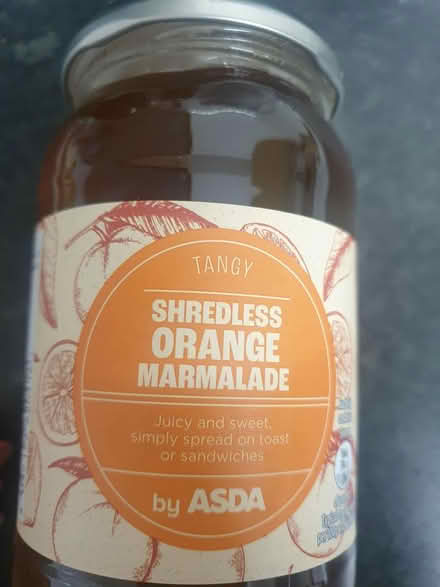 TANGY
SHREDLESS
ORANGE
MARMALADE
Juicy and sweet,
simply spread on toast
or sandwiches
by ASDA